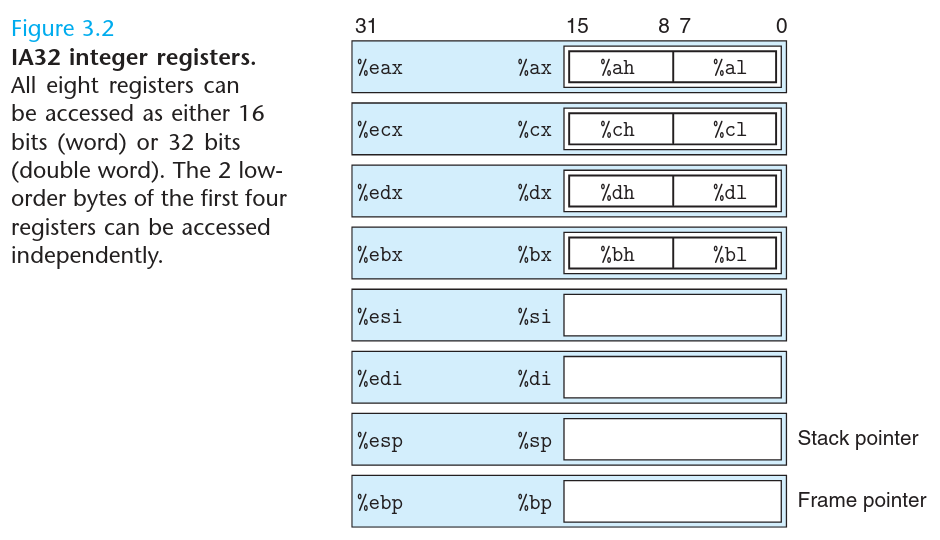 Figure 3.2
IA32 integer registers.
All eight registers can
be accessed as either 16
bits (word) or 32 bits
(double word). The 2 low-
order bytes of the first four
registers can be accessed
independently.
31 15 8 7 0
%eax %ax %ah %al
%ecx %cx %ch %cl
%edx %dx %dh %dl
%ebx %bx %bh %bl
%esi %si
%edi %di
%esp %sp Stack pointer
%ebp %bp Frame pointer